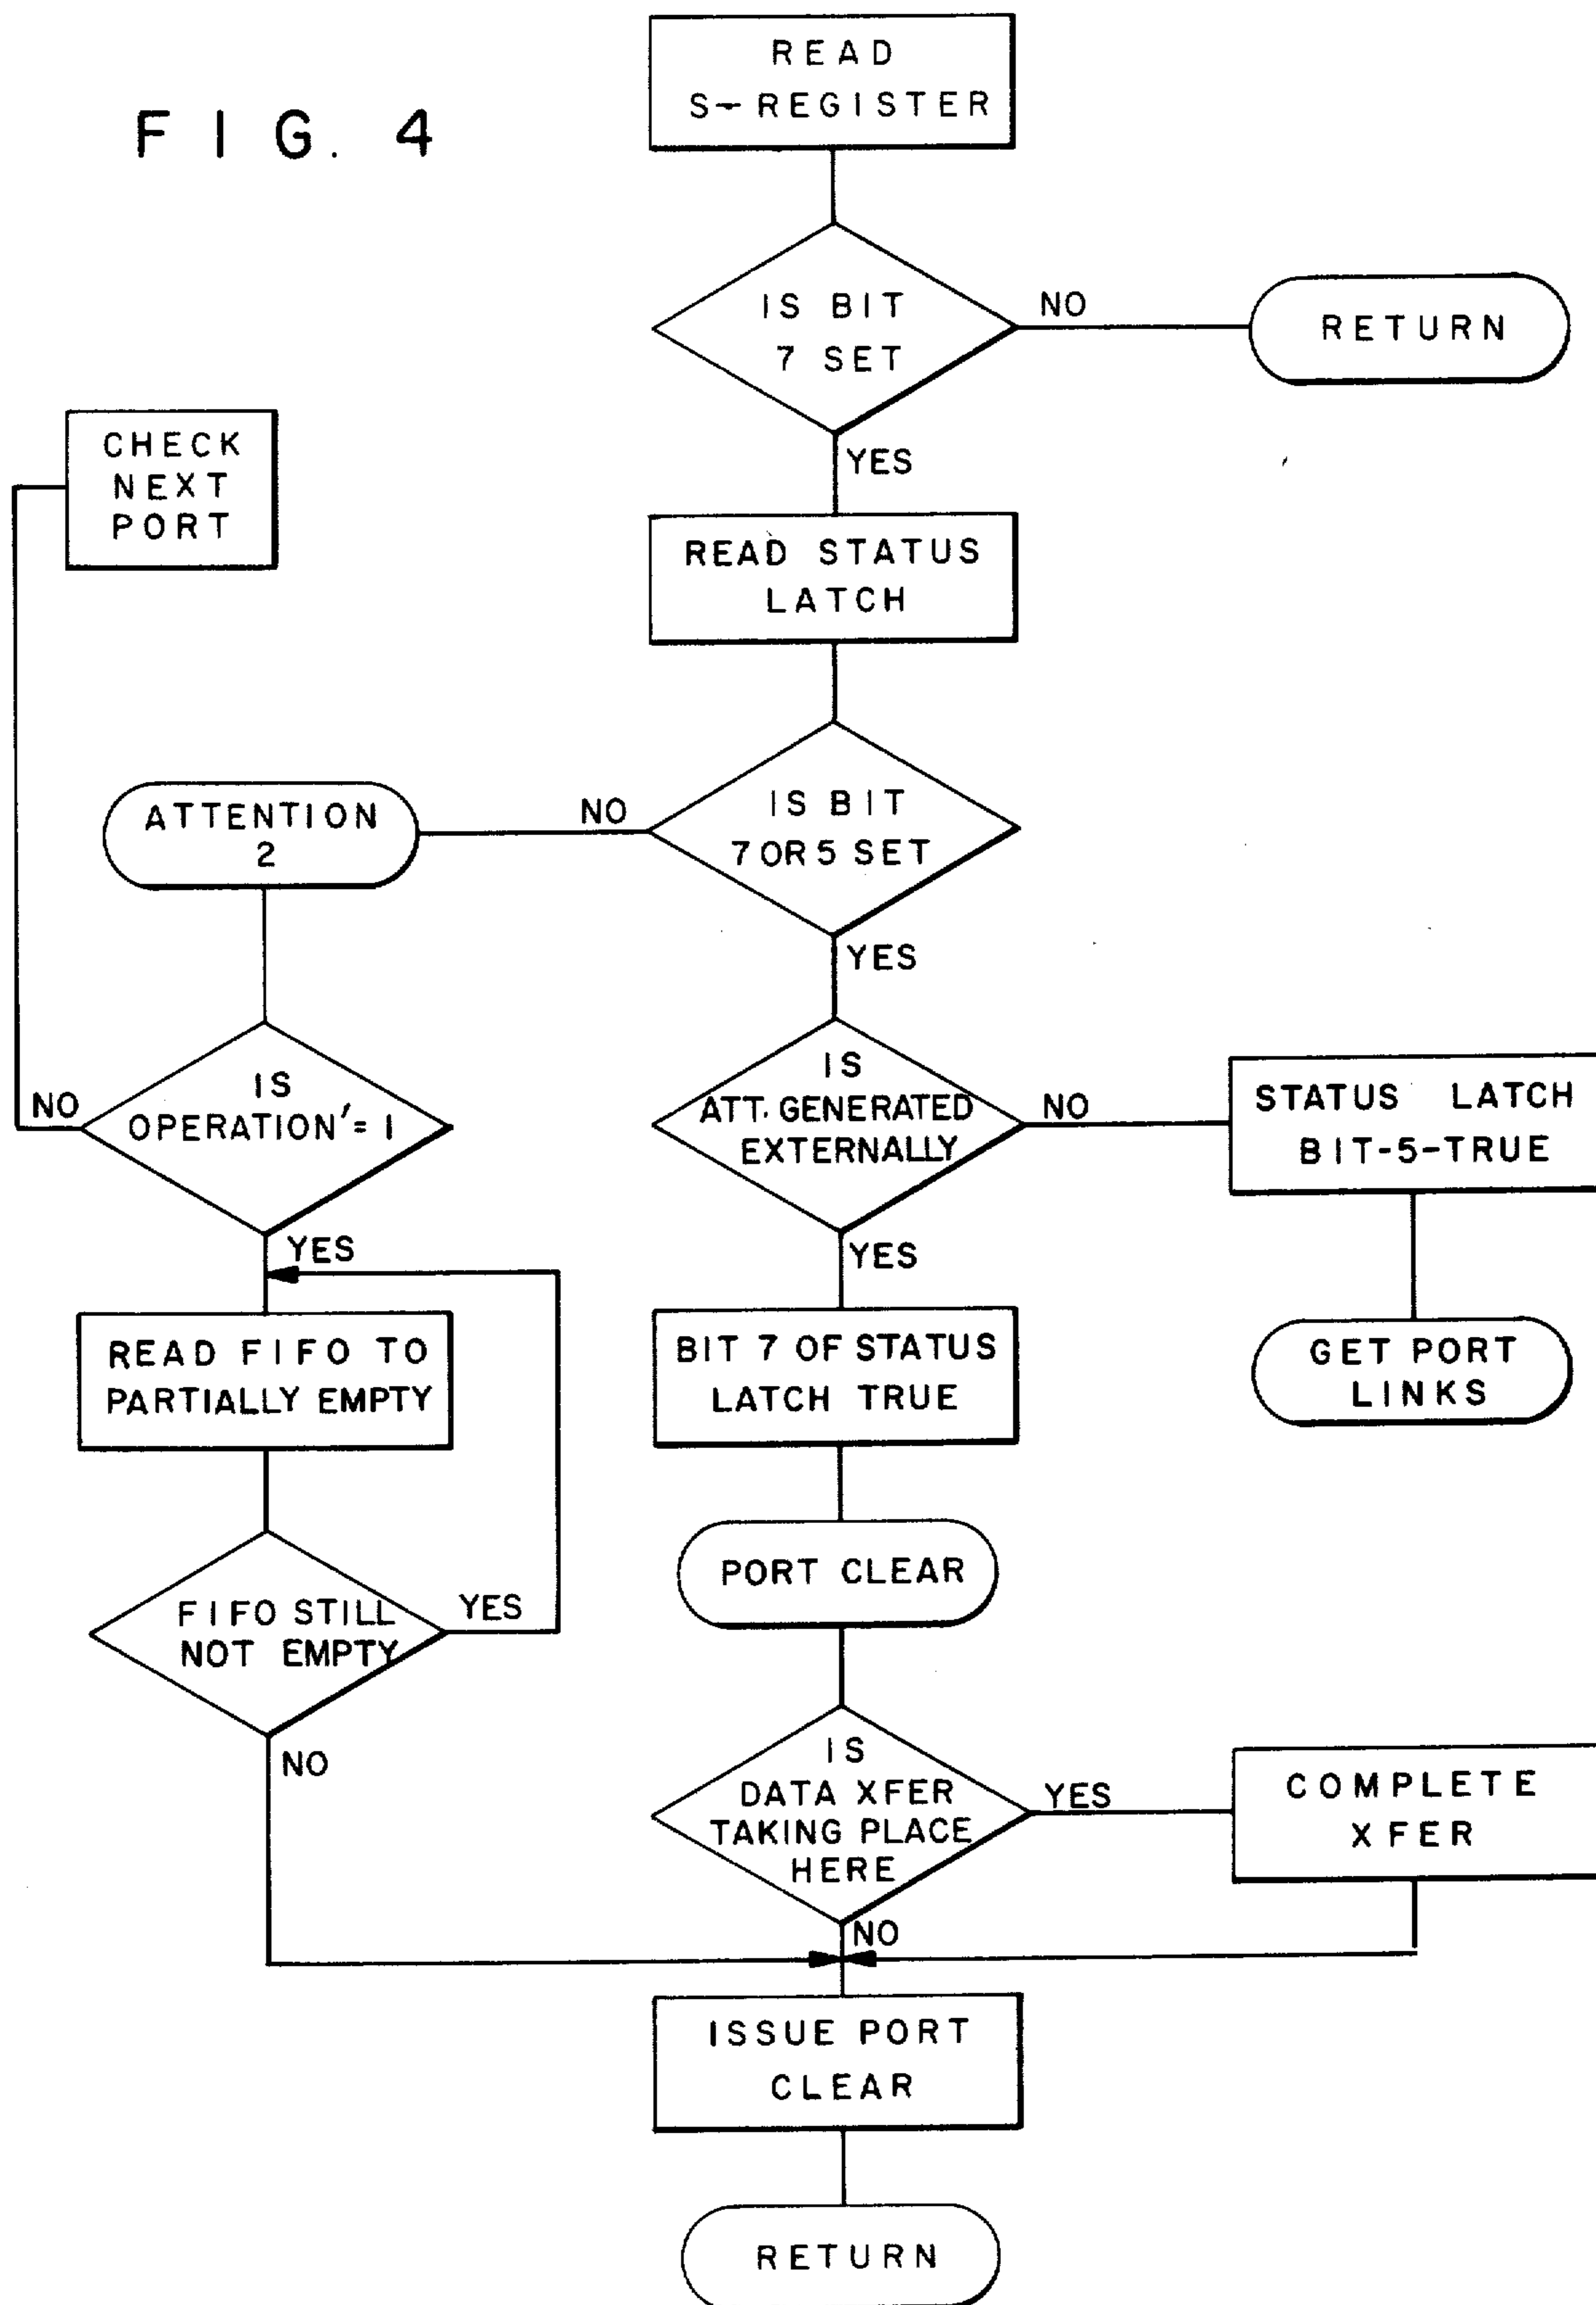 FIG. 4
READ
S-REGISTER
IS BIT
7 SET
NO
RETURN
YES
CHECK
NEXT
PORT
READ STATUS
LATCH
IS BIT
7 OR 5 SET
NO
ATTENTION
2
YES
IS
OPERATION'= 1
NO
YES
IS
ATT. GENERATED
EXTERNALLY
NO
STATUS LATCH
BIT-5-TRUE
GET PORT
LINKS
YES
READ FIFO TO
PARTIALLY EMPTY
BIT 7 OF STATUS
LATCH TRUE
FIFO STILL
NOT EMPTY
YES
NO
PORT CLEAR
IS
DATA XFER
TAKING PLACE
HERE
YES
COMPLETE
XFER
NO
ISSUE PORT
CLEAR
RETURN